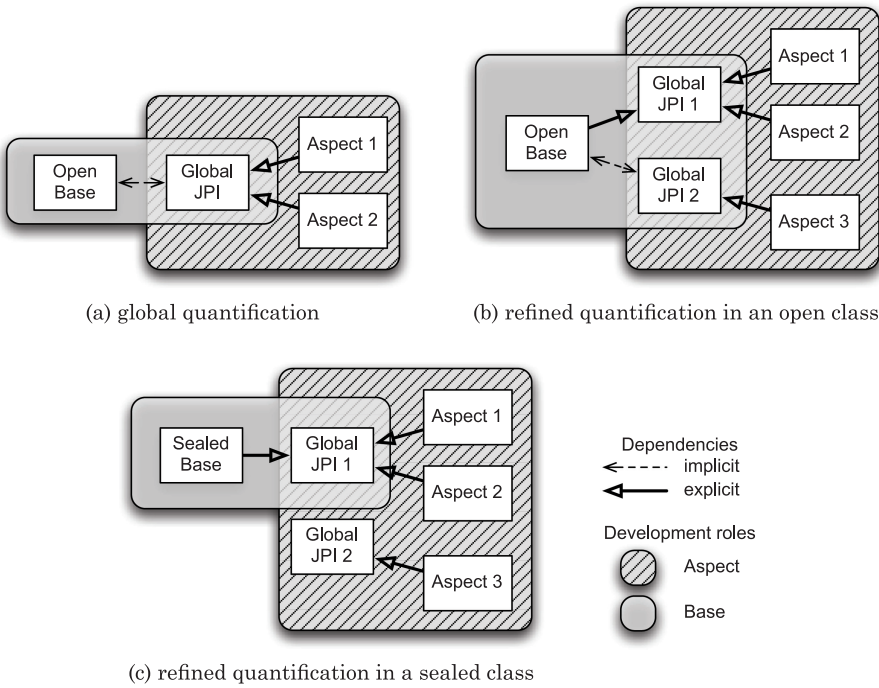 Open
Base
Global
JPI
Aspect 1
Aspect 2
(a) global quantification
Open
Base
Global
JPI 1
Global
JPI 2
Aspect 1
Aspect 2
Aspect 3
(b) refined quantification in an open class
Sealed
Base
Global
JPI 1
Global
JPI 2
Aspect 1
Aspect 2
Aspect 3
(c) refined quantification in a sealed class
Dependencies
implicit
explicit
Development roles
Aspect
Base